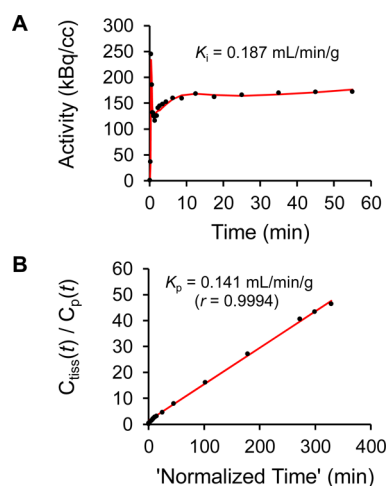 A
Activity (kBq/cc)
300
250
200
150
100
50
0
Ki = 0.187 mL/min/g
0 10 20 30 40 50 60
Time (min)
B
Ctiss(t) / Cp(t)
60
50
40
30
20
10
0
Kp = 0.141 mL/min/g
(r = 0.9994)
0 100 200 300 400
'Normalized Time' (min)